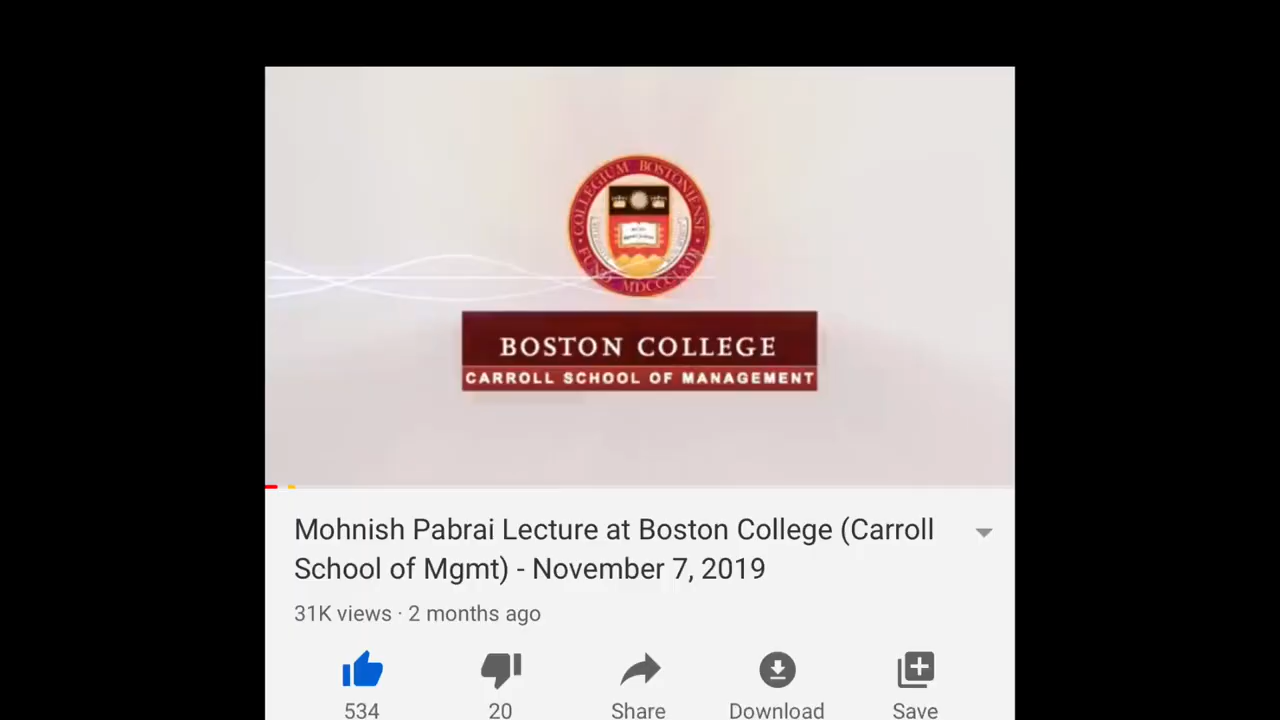 COLLEGIUM BOSTONIENSE
BOSTON COLLEGE
CARROLL SCHOOL OF MANAGEMENT
Mohnish Pabrai Lecture at Boston College (Carroll
School of Mgmt) - November 7, 2019
31K views · 2 months ago
534 20 Share Download Save